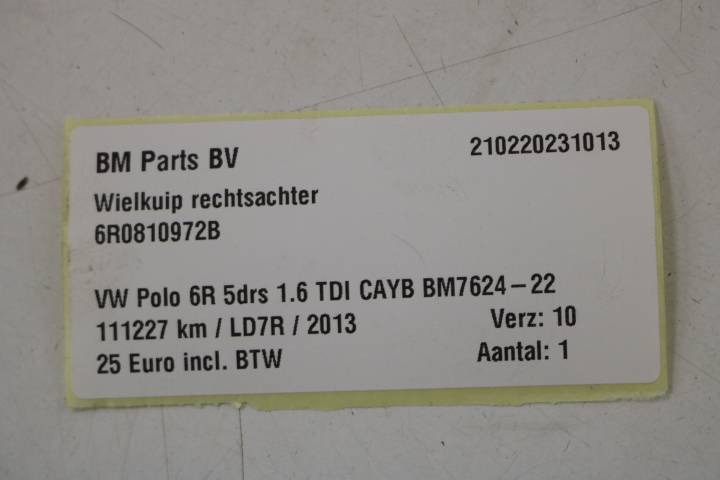 BM Parts BV 210220231013
Wielkuip rechtsachter
6R0810972B
VW Polo 6R 5drs 1.6 TDI CAYB BM7624-22
111227 km / LD7R / 2013 Verz: 10
25 Euro incl. BTW Aantal: 1